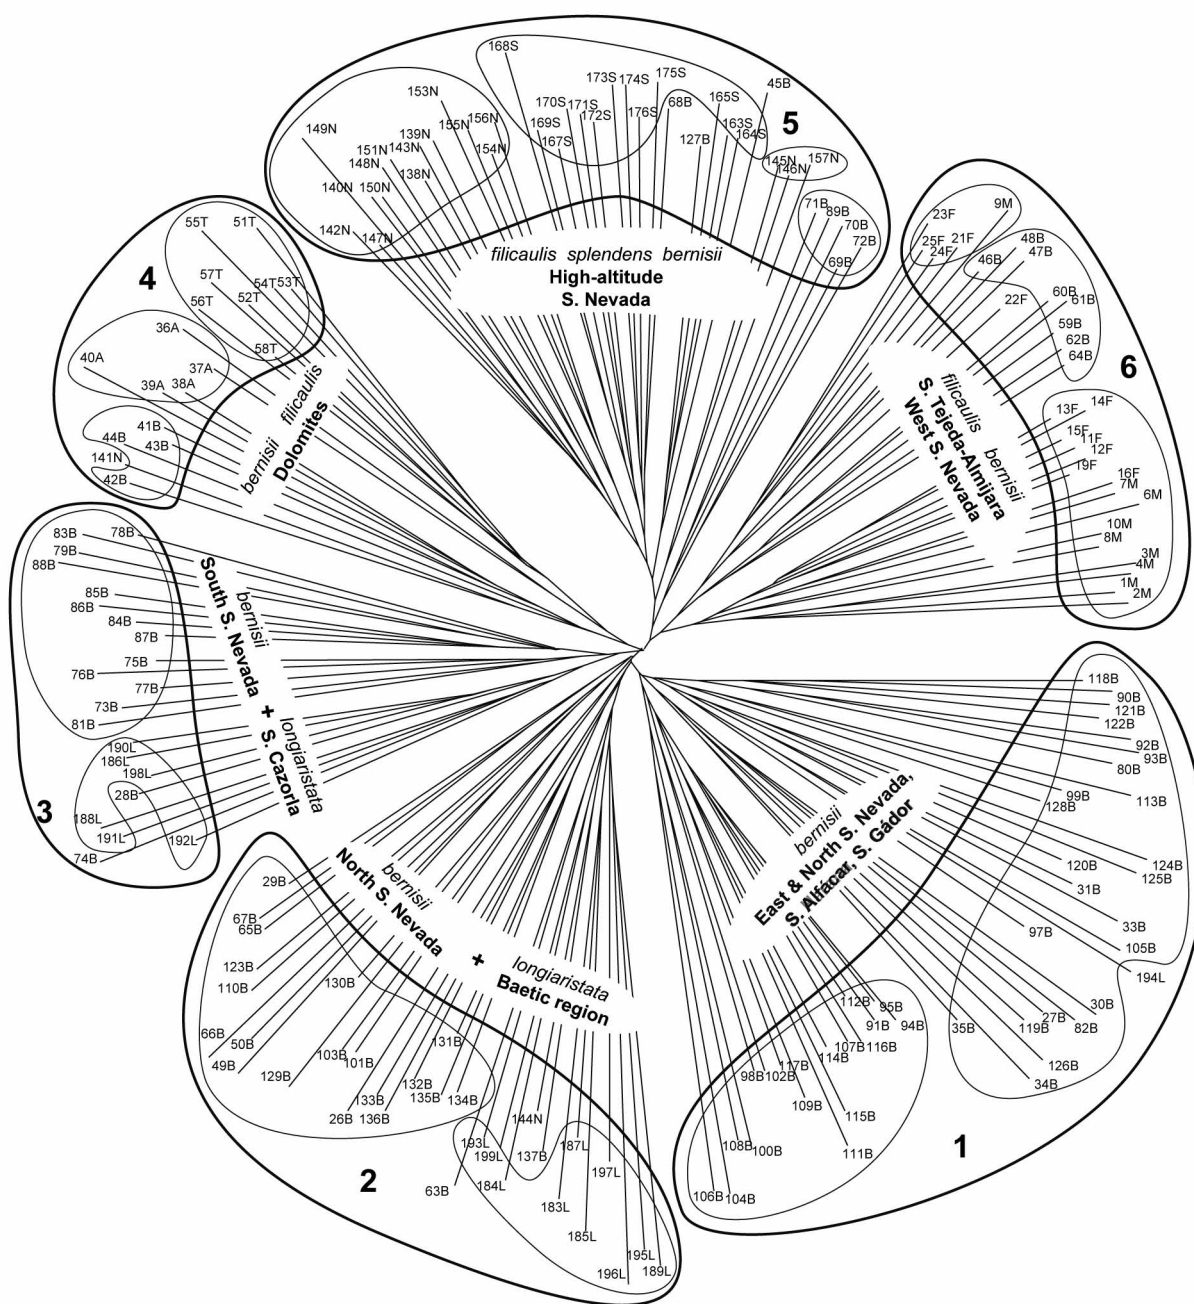 168S
175S
173S
174S
45B
153N
170S
171S
172S
176S
68B
165S
149N
139N
155N
156N
169S
167S
163S
164S
127B
5
151N
143N
148N
154N
145N
146N
157N
138N
140N
150N
142N
147N
71B
89B
70B
72B
69B
filicaulis splendens bernisii
High-altitude
S. Nevada
55T
51T
4
57T
54T
53T
56T
52T
36A
58T
40A
37A
39A
38A
41B
44B
43B
141N
42B
bernisii filicaulis
Dolomites
9M
23F
25F
21F
24F
48B
47B
46B
22F
60B
61B
59B
62B
64B
6
14F
13F
15F
11F
12F
19F
16F
7M
6M
10M
8M
3M
4M
1M
2M
filicaulis bernisii
S. Tejeda-Almijara
West S. Nevada
83B
78B
79B
88B
85B
86B
84B
87B
75B
76B
77B
73B
81B
190L
186L
198L
28B
3
188L
191L
192L
74B
bernisii longiaristata
South S. Nevada + S. Cazorla
118B
90B
121B
122B
92B
93B
80B
99B
128B
113B
120B
124B
125B
31B
33B
97B
105B
194L
30B
27B
119B
82B
35B
126B
34B
112B
95B
91B
94B
107B
116B
114B
117B
98B
102B
109B
115B
108B
100B
111B
106B
104B
1
bernisii
East & North S. Nevada,
S. Alfácar, S. Gádor
29B
67B
65B
123B
110B
130B
66B
50B
49B
103B
101B
131B
129B
132B
133B
135B
134B
26B
136B
144N
193L
199L
137B
187L
2
63B
184L
197L
183L
185L
195L
196L
189L
bernisii
North S. Nevada
+
longiaristata
Baetic region